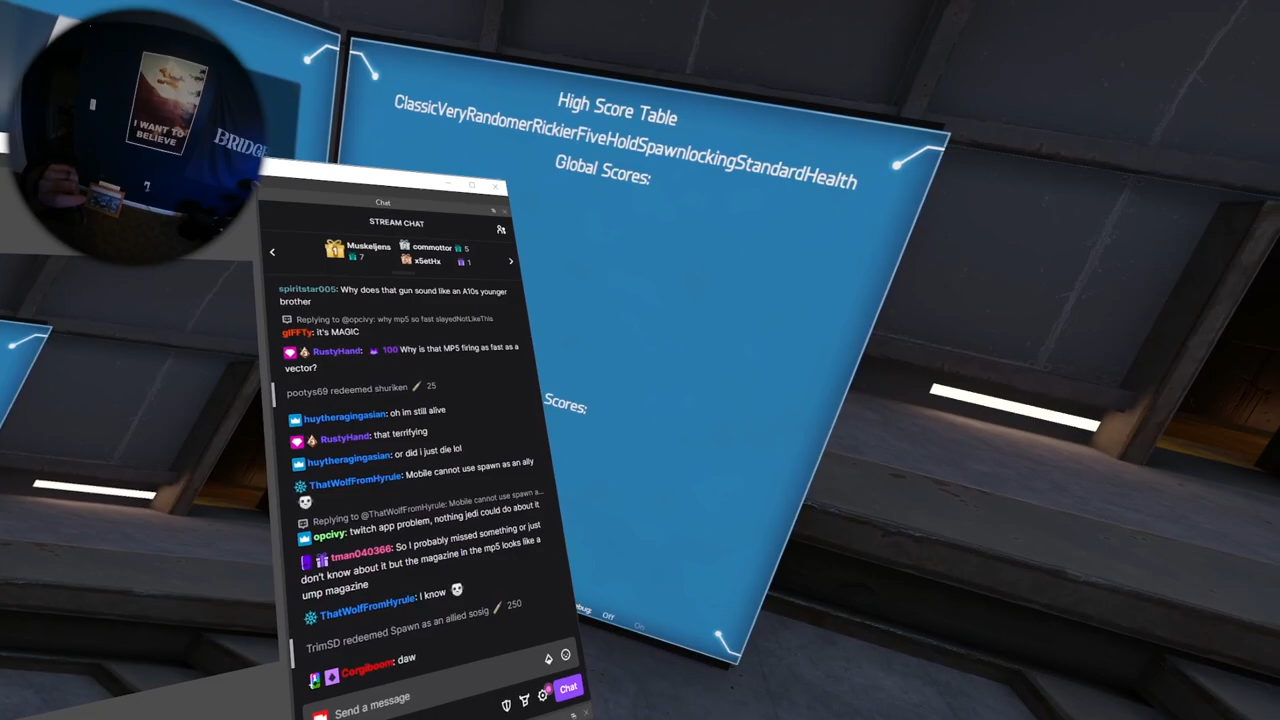 I WANT TO
BELIEVE
BRIDGE
High Score Table
ClassicVeryRandomerRickierFiveHoldSpawnlockingStandardHealth
Global Scores:
Scores:
Off
On
Chat
STREAM CHAT
Muskeljens
7
commottor 5
x5etHx 1
spiritstar005: Why does that gun sound like an A10s younger
brother
Replying to @opcivy: why mp5 so fast slayedNotLikeThis
glFFTy: it's MAGIC
RustyHand: 100 Why is that MP5 firing as fast as a
vector?
pootys69 redeemed shuriken 25
huytheragingasian: oh im still alive
RustyHand: that terrifying
huytheragingasian: or did i just die lol
ThatWolfFromHyrule: Mobile cannot use spawn as an ally
Replying to @ThatWolfFromHyrule: Mobile cannot use spawn a...
opcivy: twitch app problem, nothing jedi could do about it
tman040366: So I probably missed something or just
don't know about it but the magazine in the mp5 looks like a
ump magazine
ThatWolfFromHyrule: I know
TrimSD redeemed Spawn as an allied sosig 250
Corgiboom: daw
Send a message
Chat